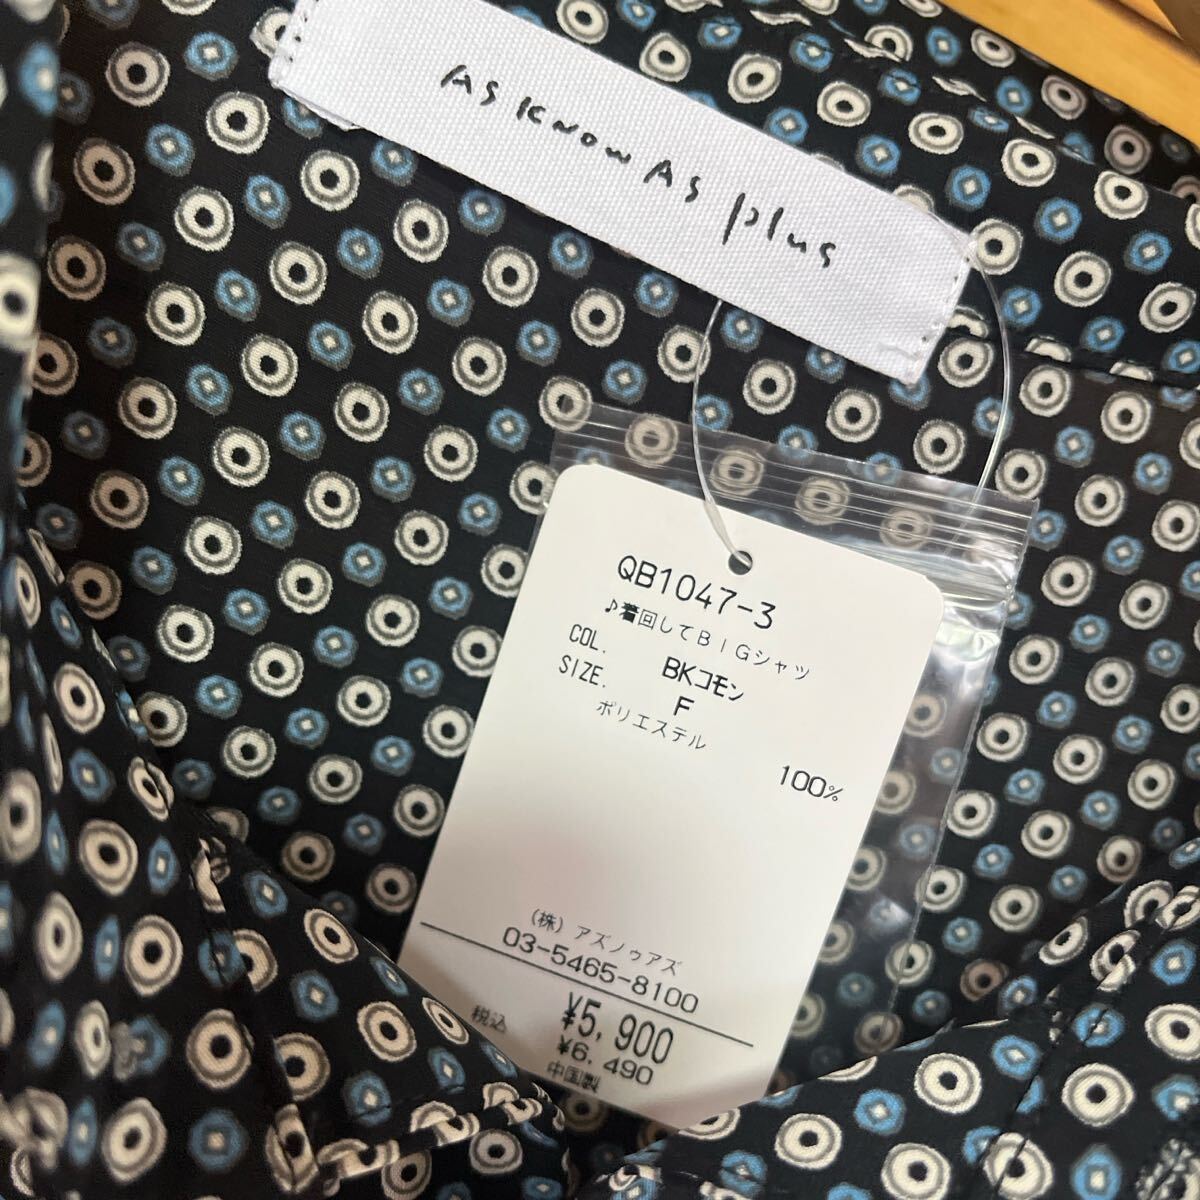 AS KNOW AS plus
QB1047-3
♪着回してBIGシャツ
COL. BKコモン
SIZE. F
ポリエステル 100%
(株)アズノゥアズ
03-5465-8100
¥5,900
税込 ¥6,490
中国製